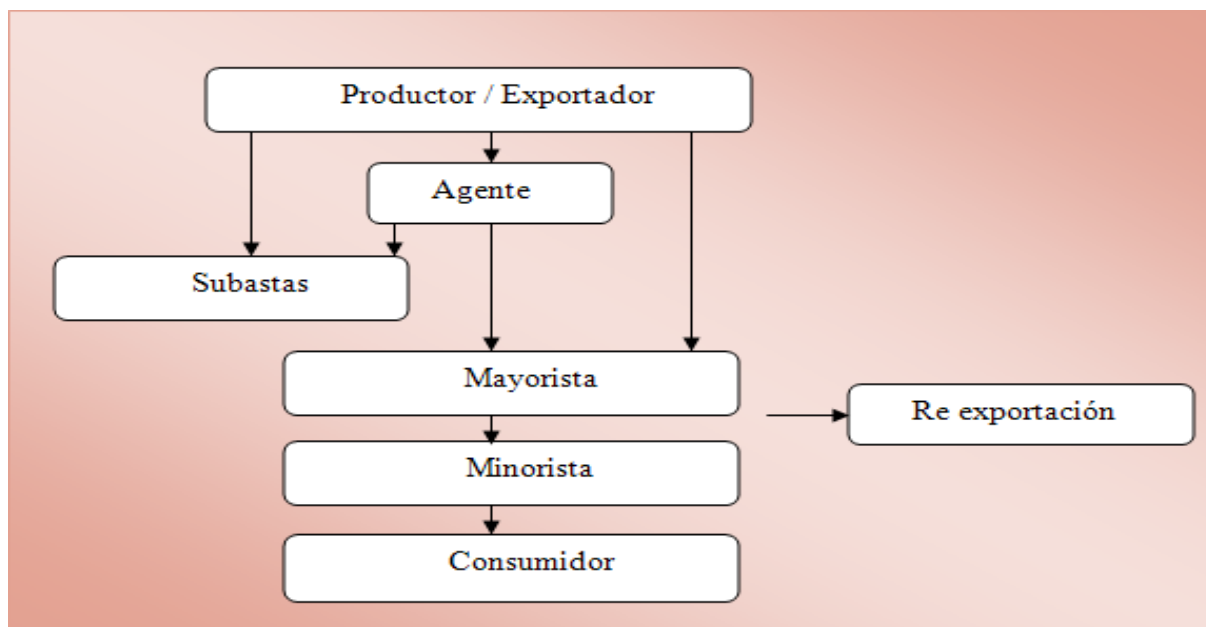 Productor / Exportador
Agente
Subastas
Mayorista
Re exportación
Minorista
Consumidor